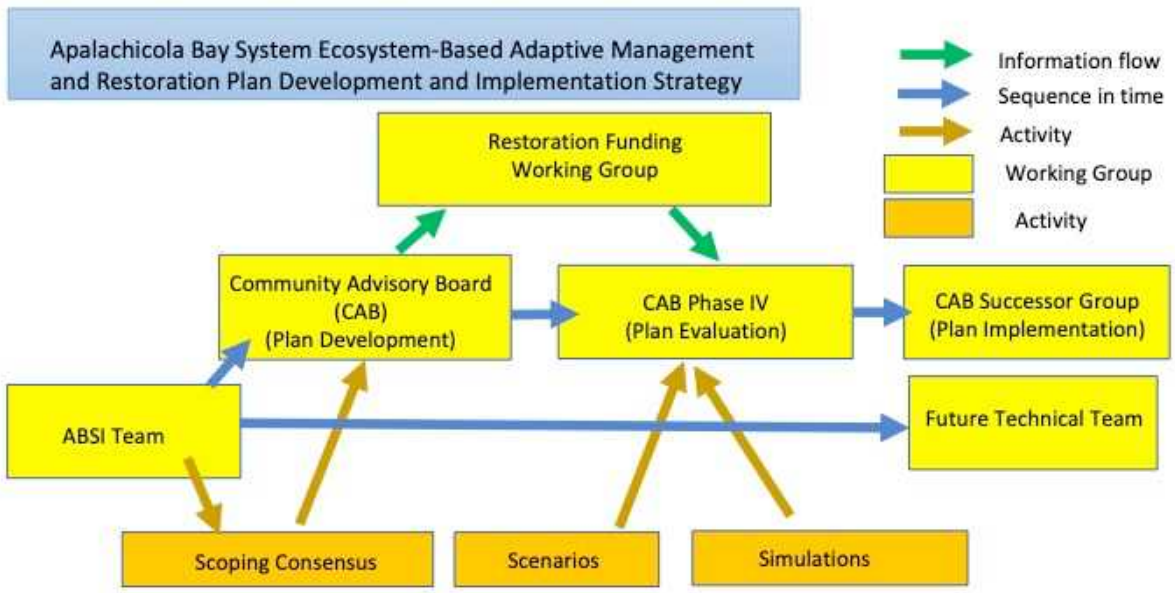 Apalachicola Bay System Ecosystem-Based Adaptive Management
and Restoration Plan Development and Implementation Strategy
Information flow
Sequence in time
Activity
Working Group
Activity
Restoration Funding
Working Group
Community Advisory Board
(CAB)
(Plan Development)
CAB Phase IV
(Plan Evaluation)
CAB Successor Group
(Plan Implementation)
ABSI Team
Future Technical Team
Scoping Consensus
Scenarios
Simulations